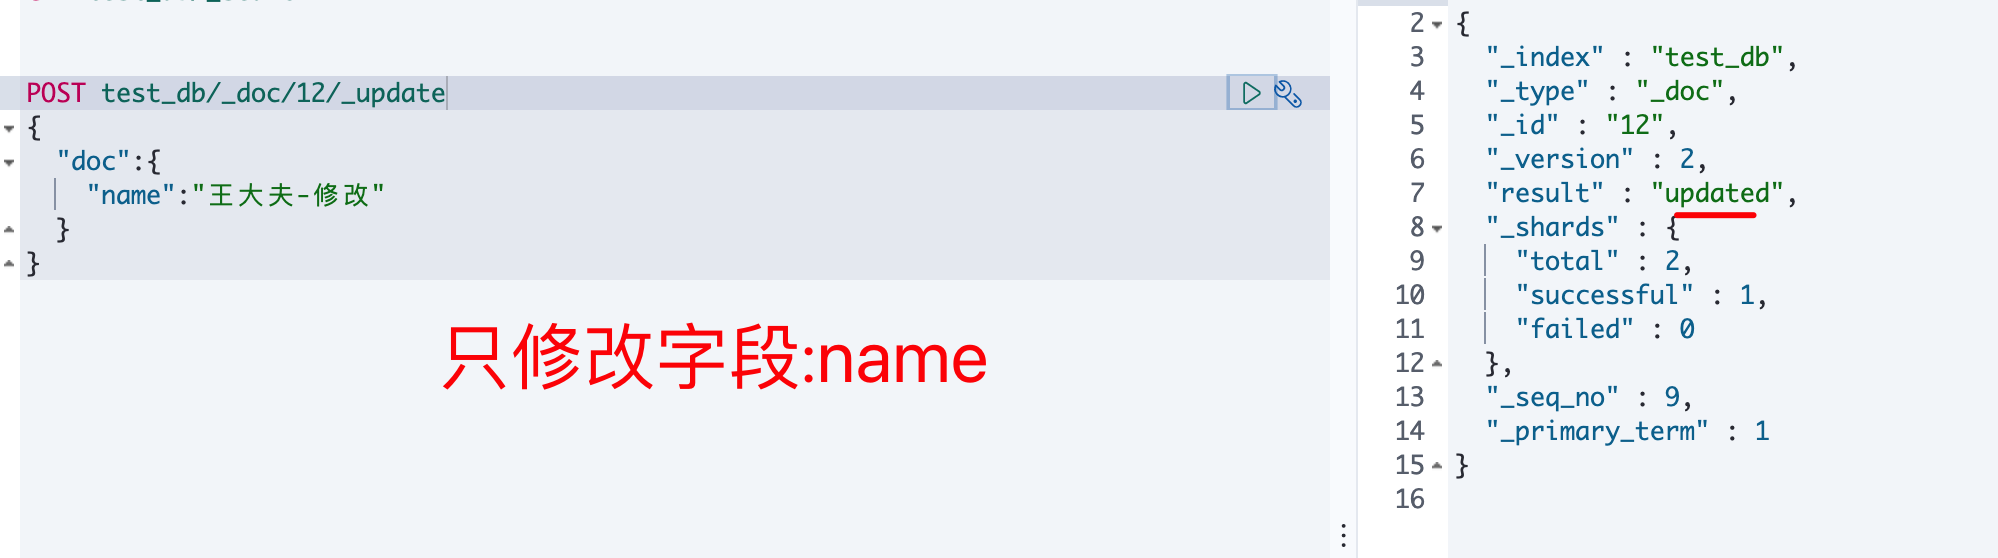 POST test_db/_doc/12/_update
{
"doc":{
"name":"王大夫-修改"
}
}
只修改字段:name
2 {
3 "_index" : "test_db",
4 "_type" : "_doc",
5 "_id" : "12",
6 "_version" : 2,
7 "result" : "updated",
8 "_shards" : {
9 "total" : 2,
10 "successful" : 1,
11 "failed" : 0
12 },
13 "_seq_no" : 9,
14 "_primary_term" : 1
15 }
16